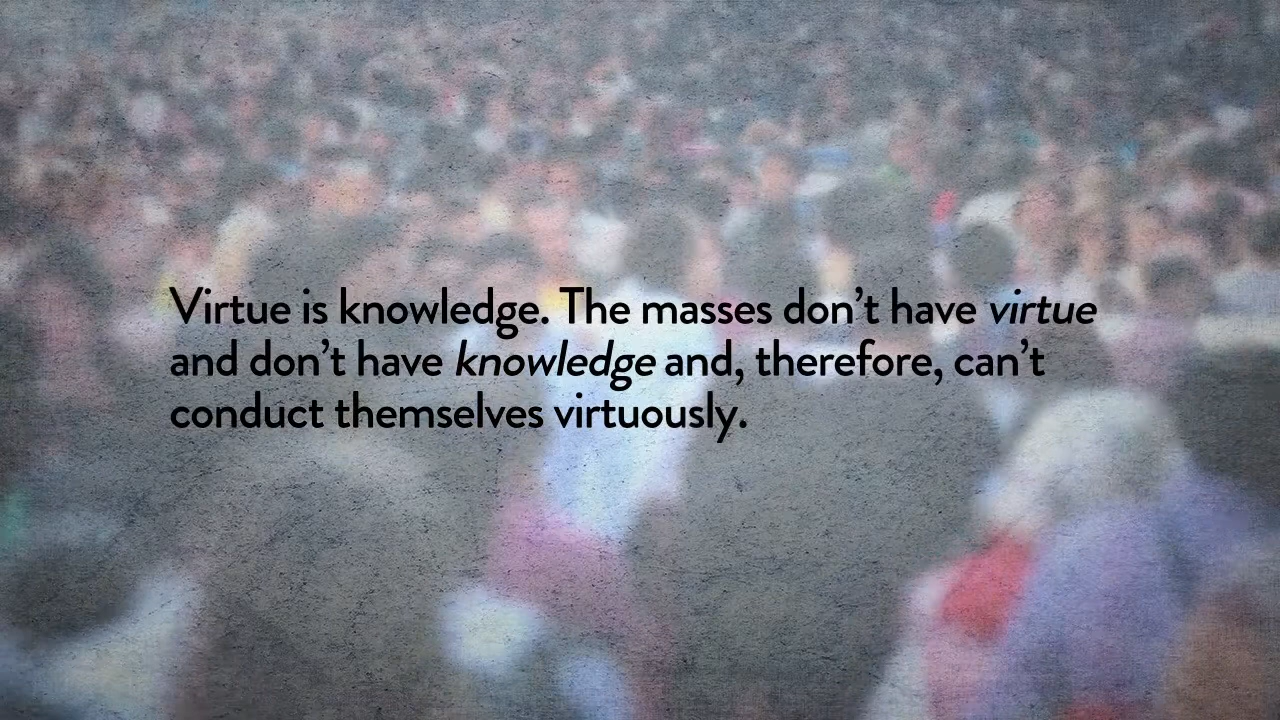 Virtue is knowledge. The masses don’t have virtue
and don’t have knowledge and, therefore, can’t
conduct themselves virtuously.